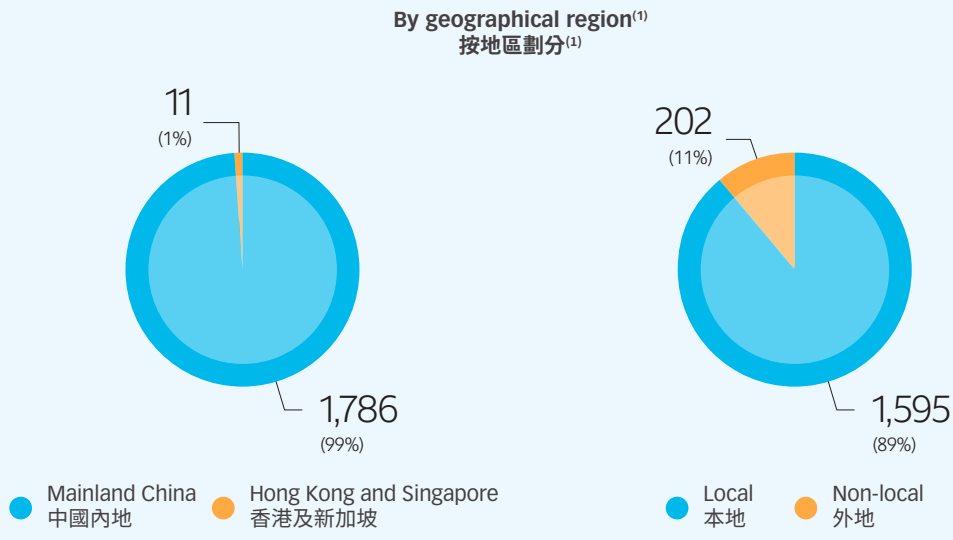 By geographical region(1)
按地區劃分(1)
11
(1%)
1,786
(99%)
Mainland China
中國內地
Hong Kong and Singapore
香港及新加坡
202
(11%)
1,595
(89%)
Local
本地
Non-local
外地